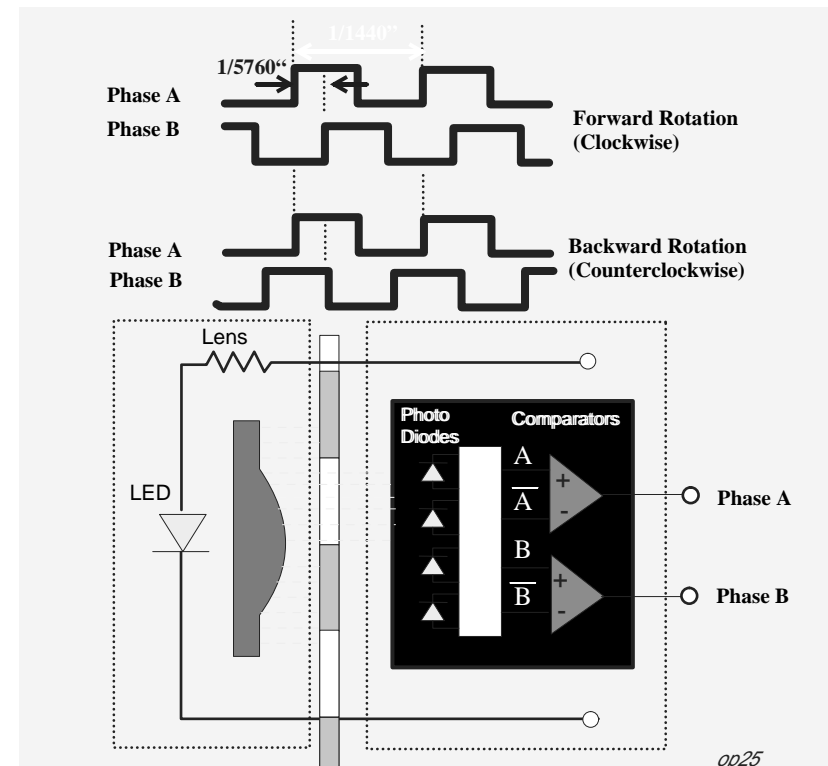 1/1440”
1/5760“
Phase A
Phase B
Forward Rotation
(Clockwise)
Phase A
Phase B
Backward Rotation
(Counterclockwise)
Lens
LED
Photo
Diodes
Comparators
A
A̅
B
B̅
+
-
+
-
Phase A
Phase B
op25